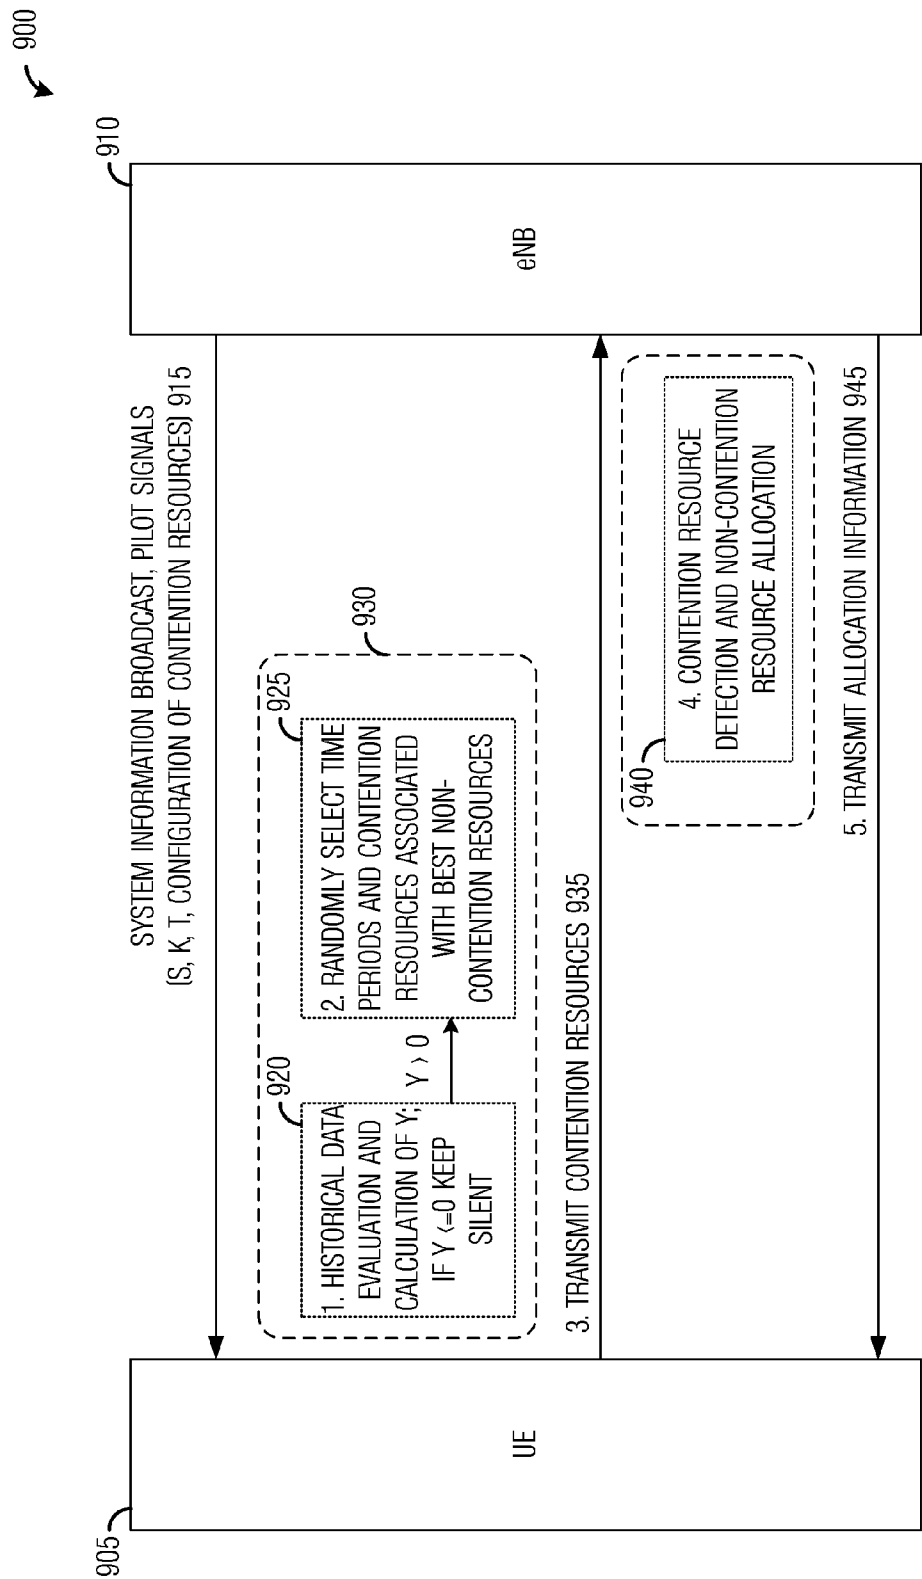 900
905
UE
910
eNB
SYSTEM INFORMATION BROADCAST, PILOT SIGNALS
(S, K, T, CONFIGURATION OF CONTENTION RESOURCES) 915
930
920
1. HISTORICAL DATA
EVALUATION AND
CALCULATION OF Y;
IF Y <=0 KEEP
SILENT
Y > 0
925
2. RANDOMLY SELECT TIME
PERIODS AND CONTENTION
RESOURCES ASSOCIATED
WITH BEST NON-
CONTENTION RESOURCES
3. TRANSMIT CONTENTION RESOURCES 935
940
4. CONTENTION RESOURCE
DETECTION AND NON-CONTENTION
RESOURCE ALLOCATION
5. TRANSMIT ALLOCATION INFORMATION 945